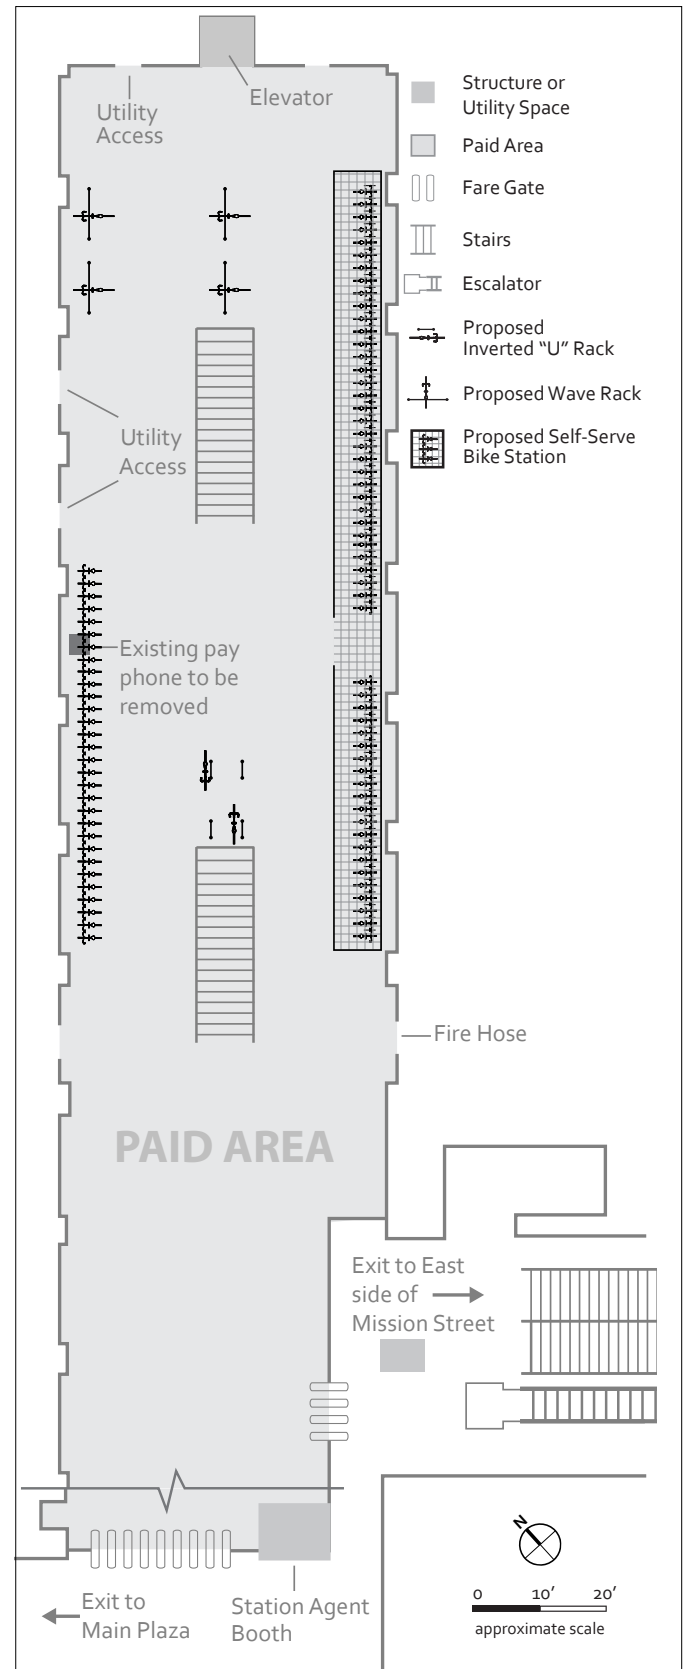 Elevator
Utility
Access
Structure or
Utility Space
Paid Area
Fare Gate
Stairs
Escalator
Proposed
Inverted “U” Rack
Proposed Wave Rack
Proposed Self-Serve
Bike Station
Utility
Access
Existing pay
phone to be
removed
Fire Hose
PAID AREA
Exit to East
side of
Mission Street
N
0 10′ 20′
approximate scale
Exit to
Main Plaza
Station Agent
Booth